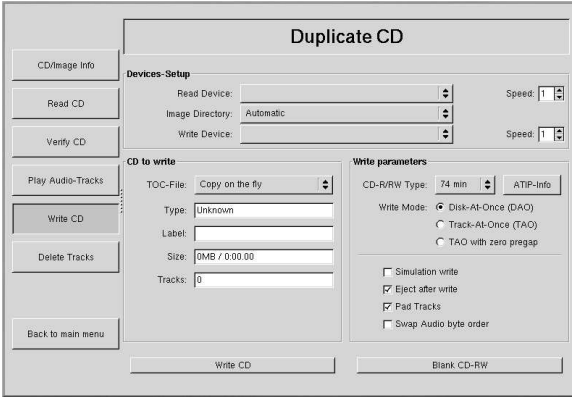 Duplicate CD
CD/Image Info
Read CD
Verify CD
Play Audio-Tracks
Write CD
Delete Tracks
Back to main menu
Devices-Setup
Read Device:
Speed: 1
Image Directory: Automatic
Write Device:
Speed: 1
CD to write
TOC-File: Copy on the fly
Type: Unknown
Label:
Size: 0MB / 0:00.00
Tracks: 0
Write parameters
CD-R/RW Type: 74 min ATIP-Info
Write Mode: Disk-At-Once (DAO)
Track-At-Once (TAO)
TAO with zero pregap
Simulation write
Eject after write
Pad Tracks
Swap Audio byte order
Write CD
Blank CD-RW